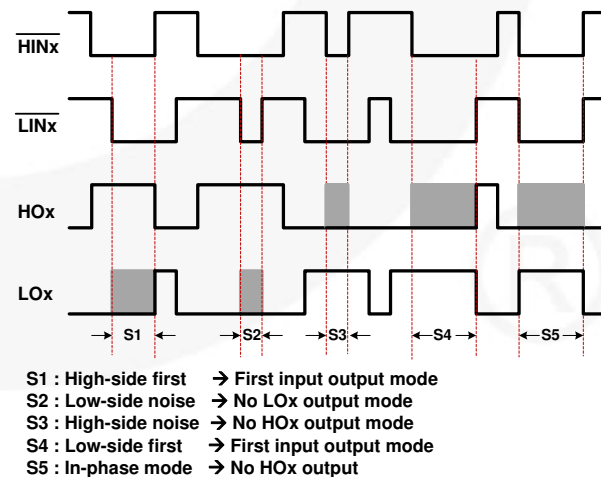 HINx
LINx
HOx
LOx
S1 S2 S3 S4 S5
S1 : High-side first → First input output mode
S2 : Low-side noise → No LOx output mode
S3 : High-side noise → No HOx output mode
S4 : Low-side first → First input output mode
S5 : In-phase mode → No HOx output
R